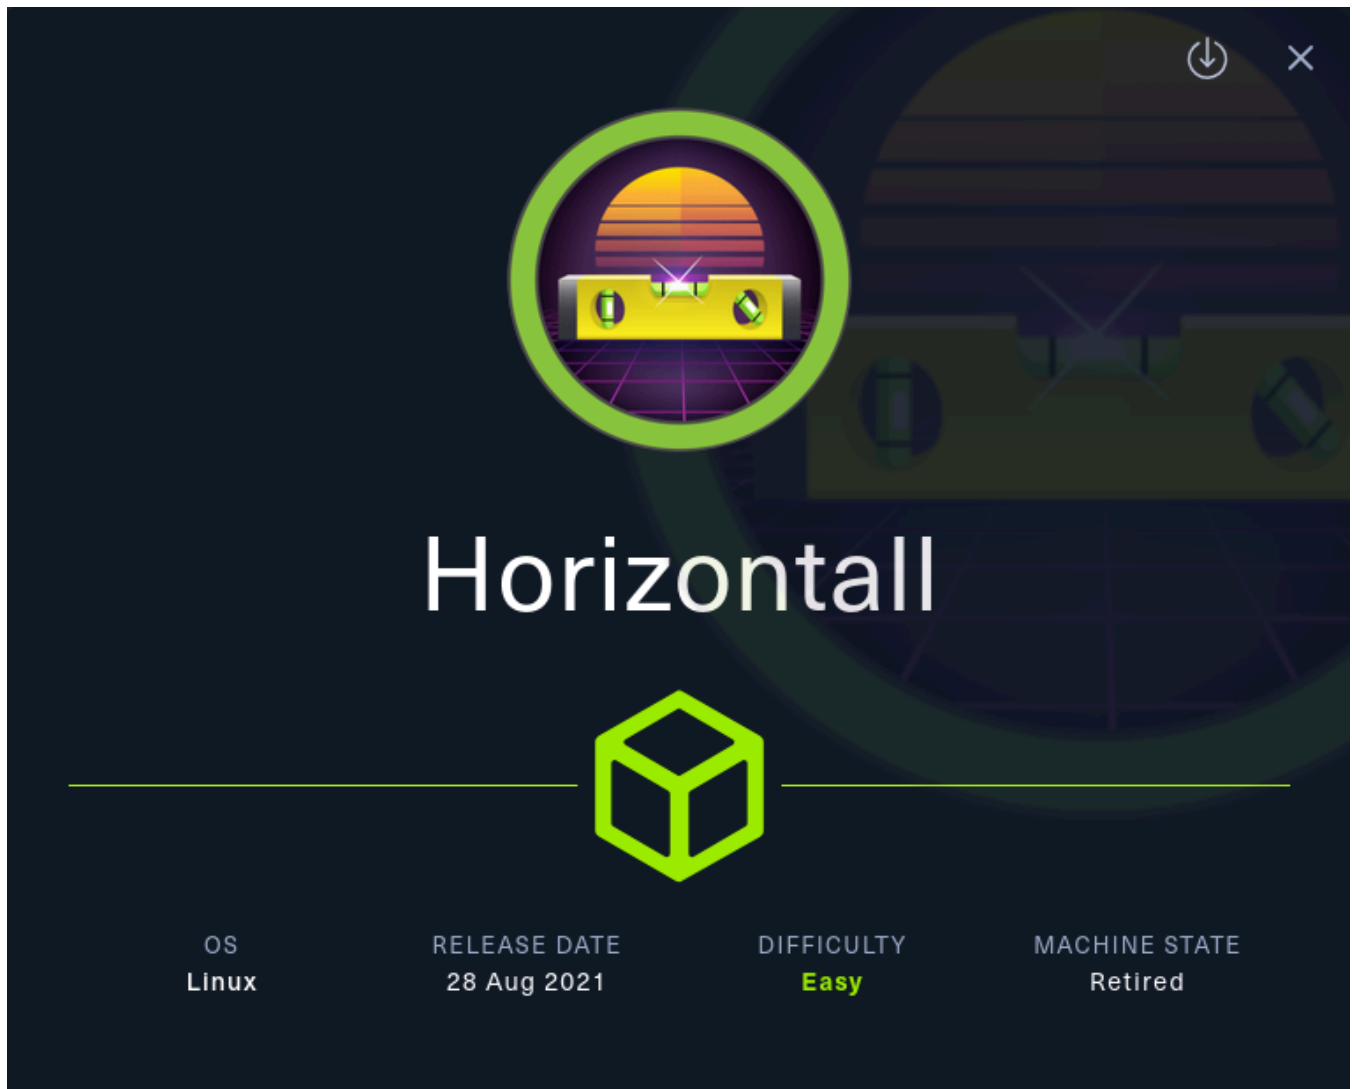 Horizontall
OS
Linux
RELEASE DATE
28 Aug 2021
DIFFICULTY
Easy
MACHINE STATE
Retired